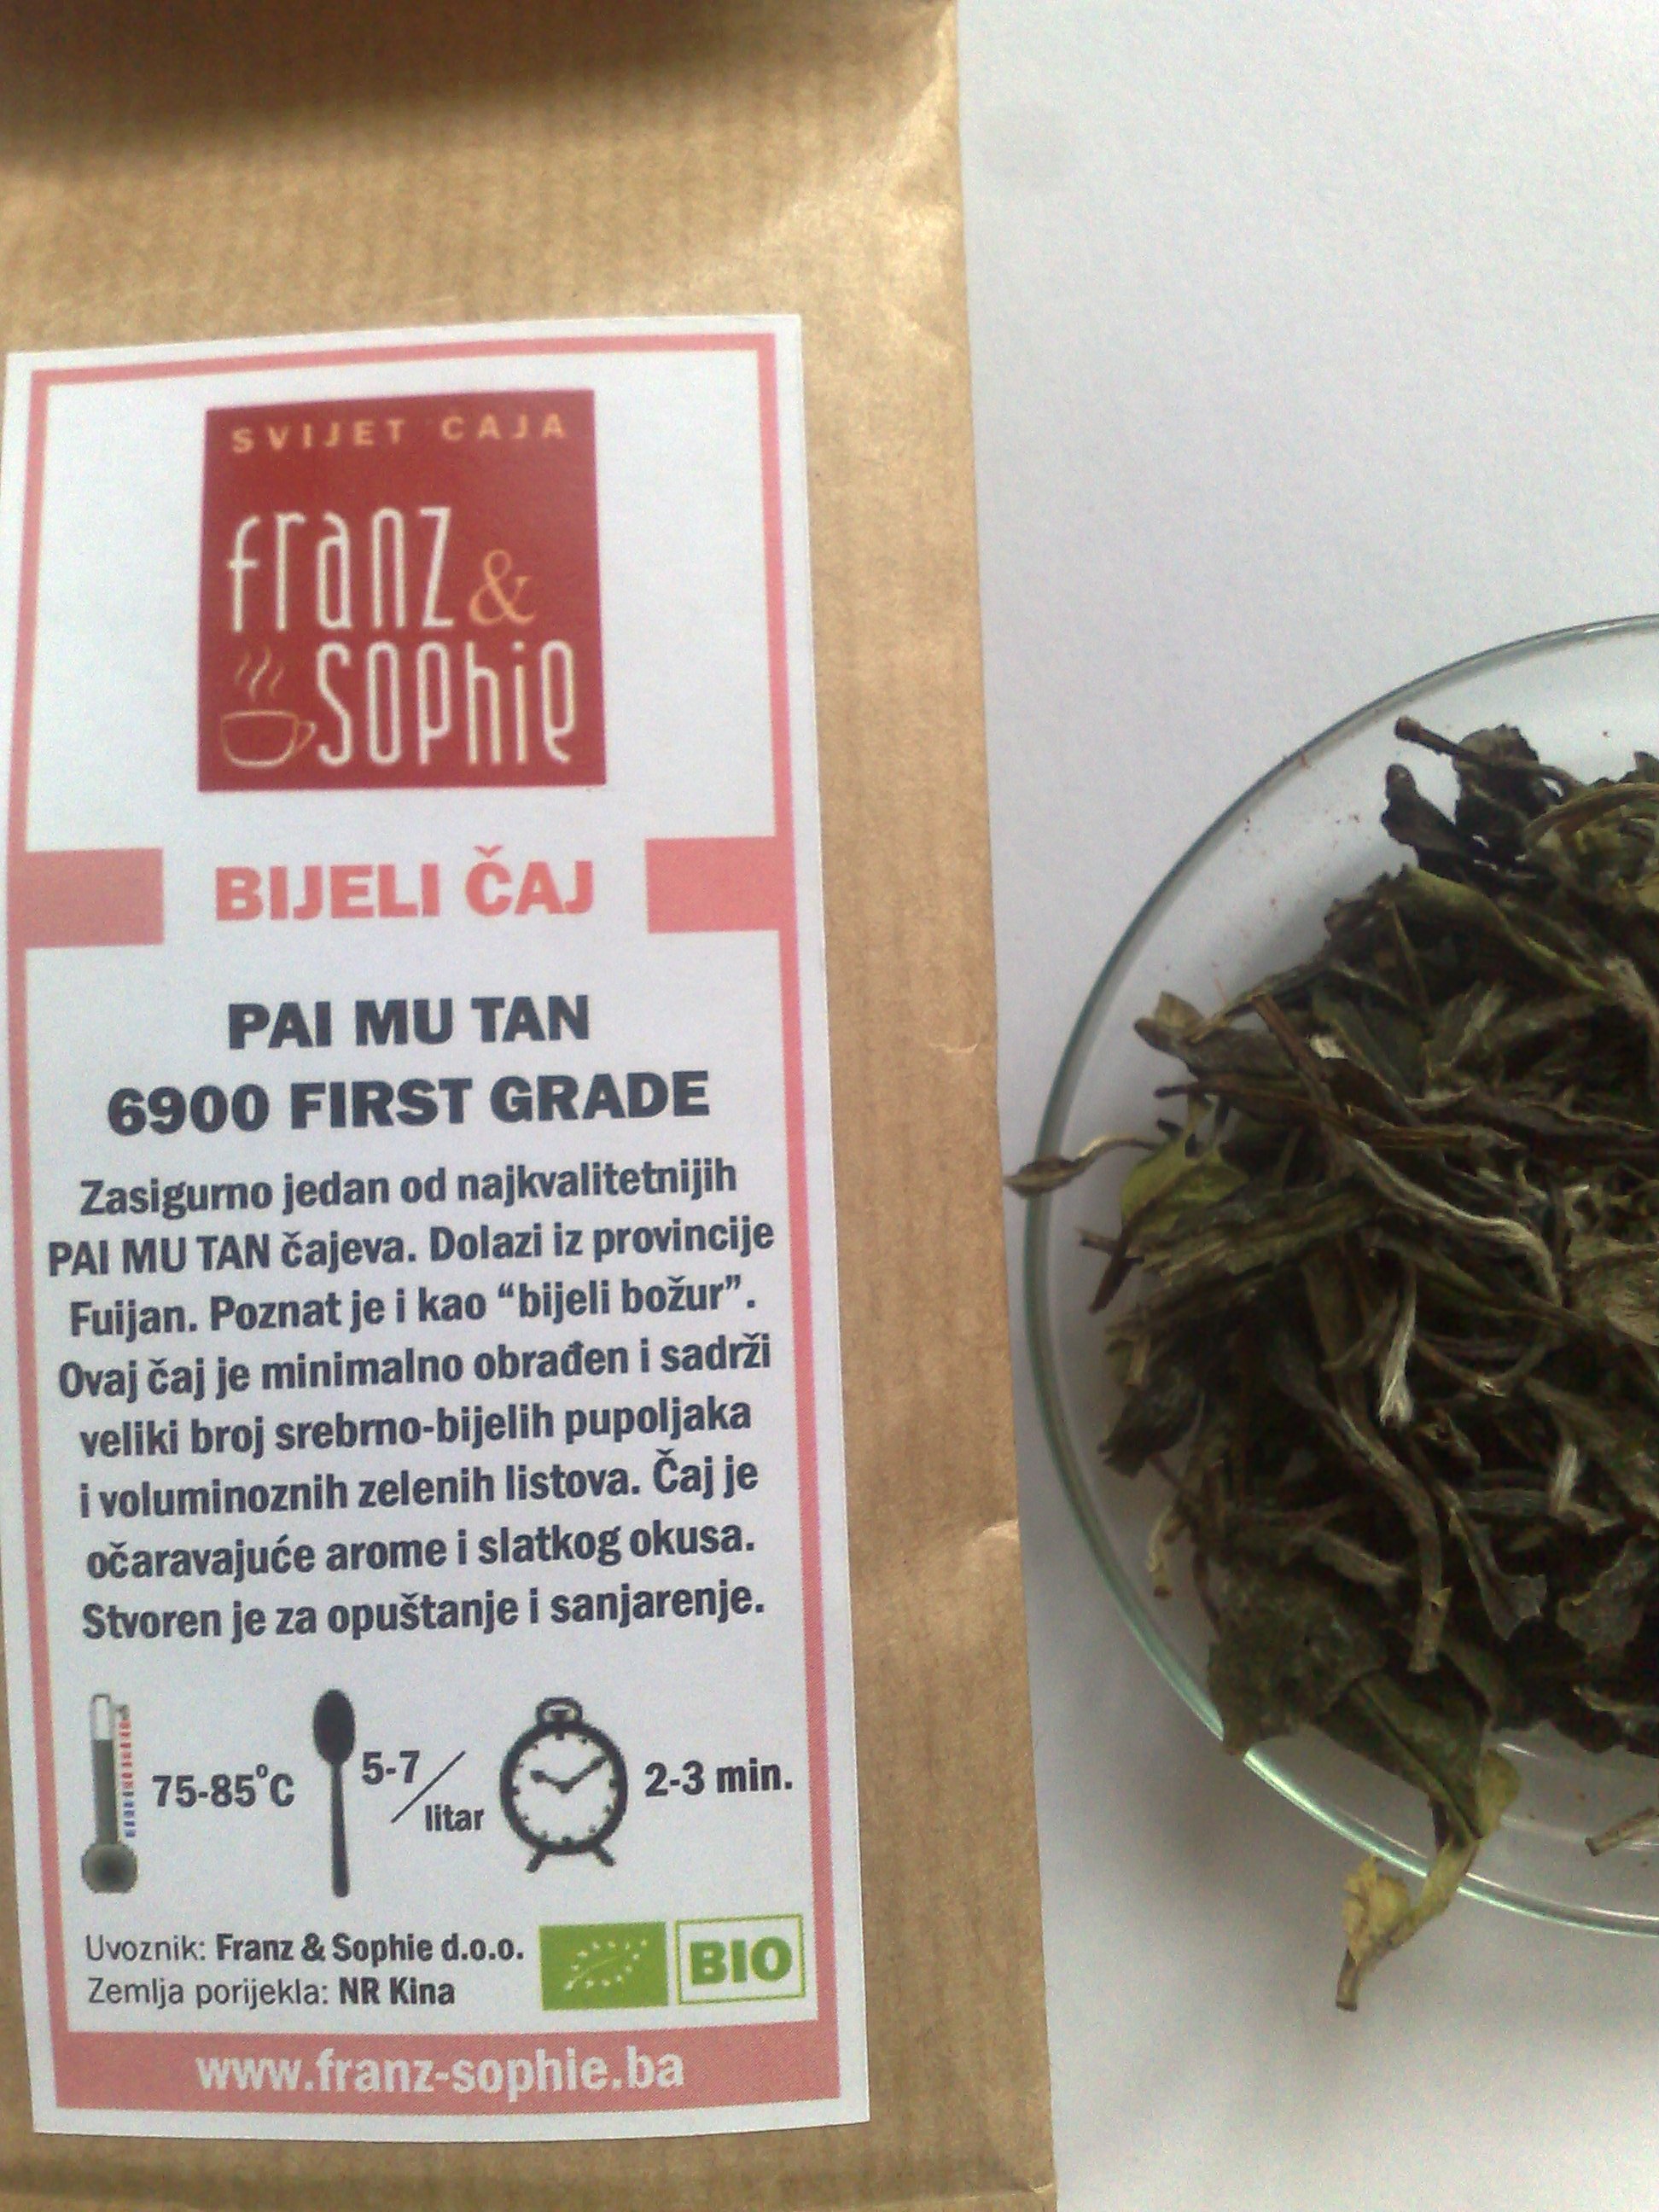 SVIJET CAJA
franz &
sophie
BIJELI ČAJ
PAI MU TAN
6900 FIRST GRADE
Zasigurno jedan od najkvalitetnijih
PAI MU TAN čajeva. Dolazi iz provincije
Fuijan. Poznat je i kao “bijeli božur”.
Ovaj čaj je minimalno obrađen i sadrži
veliki broj srebrno-bijelih pupoljaka
i voluminoznih zelenih listova. Čaj je
očaravajuće arome i slatkog okusa.
Stvoren je za opuštanje i sanjarenje.
75-85°C 5-7/litar 2-3 min.
Uvoznik: Franz & Sophie d.o.o.
Zemlja porijekla: NR Kina
BIO
www.franz-sophie.ba